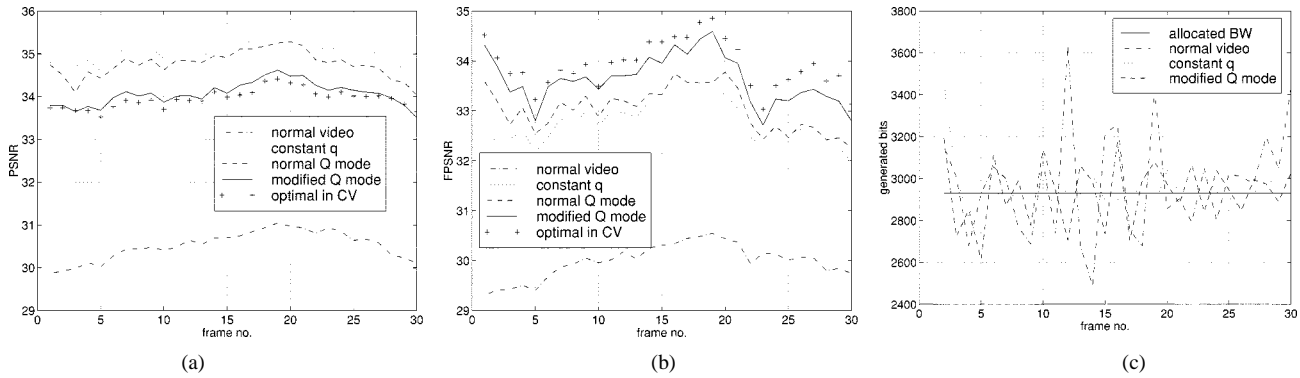 36
35
34
33
32
31
30
29
PSNR
0
5
10
15
20
25
30
frame no.
normal video
constant q
normal Q mode
modified Q mode
optimal in CV
(a)
35
34
33
32
31
30
29
FPSNR
0
5
10
15
20
25
30
frame no.
normal video
constant q
normal Q mode
modified Q mode
optimal in CV
(b)
3800
3600
3400
3200
3000
2800
2600
2400
generated bits
0
5
10
15
20
25
30
frame no.
allocated BW
normal video
constant q
modified Q mode
(c)